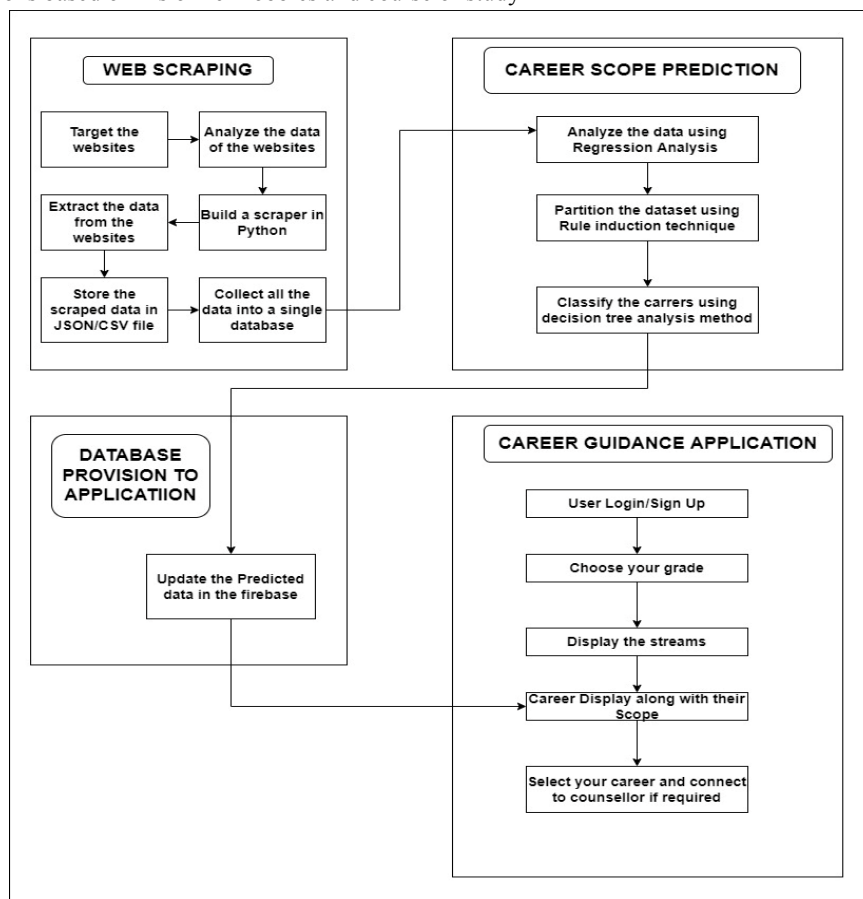 WEB SCRAPING
Target the
websites
Analyze the data
of the websites
Build a scraper in
Python
Extract the data
from the
websites
Store the
scraped data in
JSON/CSV file
Collect all the
data into a single
database
CAREER SCOPE PREDICTION
Analyze the data using
Regression Analysis
Partition the dataset using
Rule induction technique
Classify the carrers using
decision tree analysis method
DATABASE
PROVISION TO
APPLICATIION
Update the Predicted
data in the firebase
CAREER GUIDANCE APPLICATION
User Login/Sign Up
Choose your grade
Display the streams
Career Display along with their
Scope
Select your career and connect
to counsellor if required